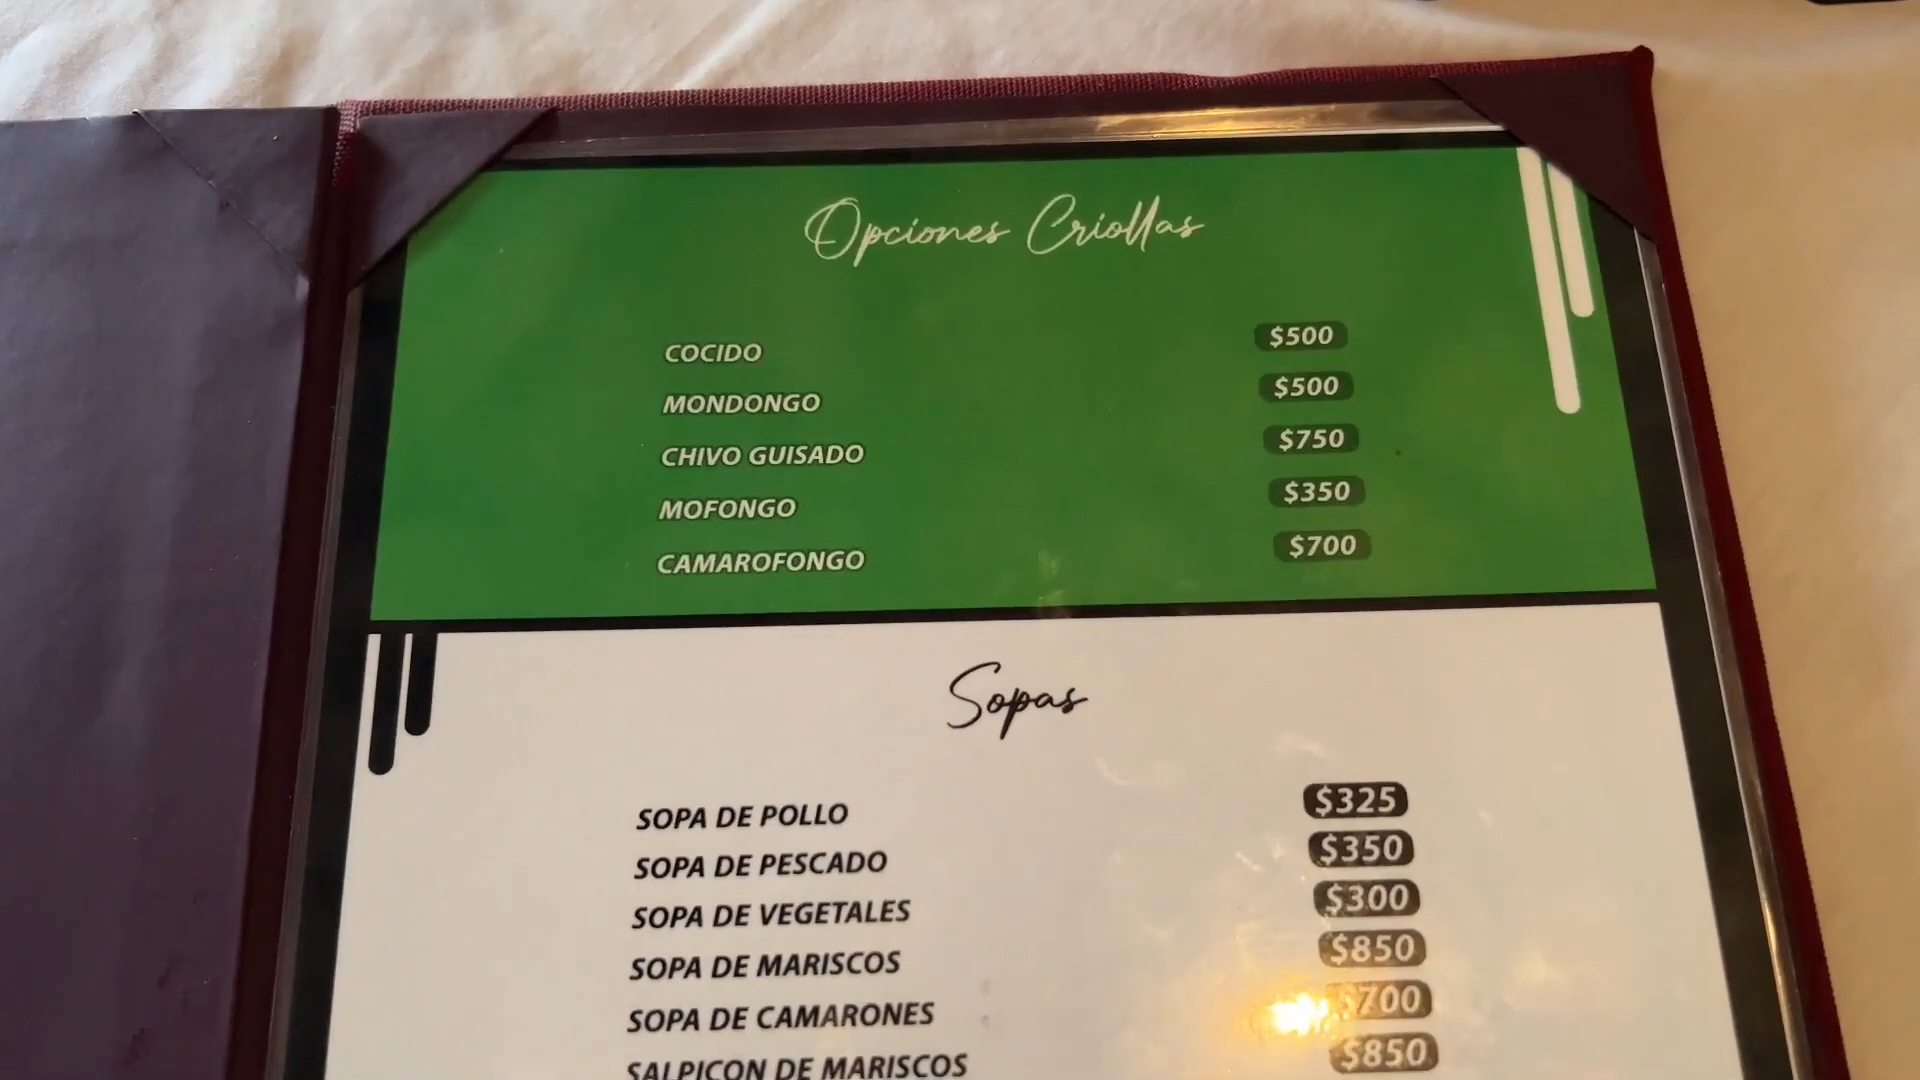 Opciones Criollas
COCIDO $500
MONDONGO $500
CHIVO GUISADO $750
MOFONGO $350
CAMAROFONGO $700
Sopas
SOPA DE POLLO $325
SOPA DE PESCADO $350
SOPA DE VEGETALES $300
SOPA DE MARISCOS $850
SOPA DE CAMARONES $700
SALPICON DE MARISCOS $850